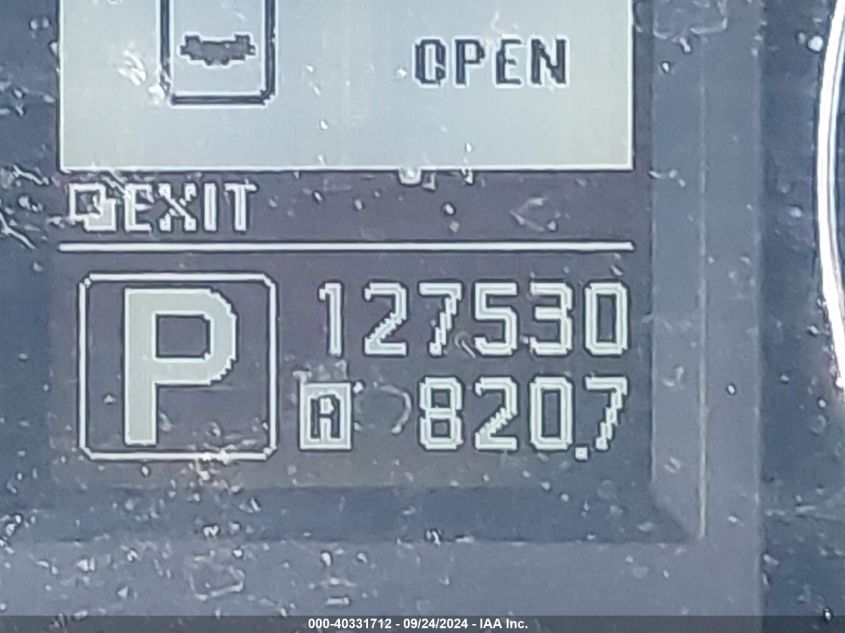 OPEN
EXIT
P
127530
A 820.7
000-40331712 - 09/24/2024 - IAA Inc.